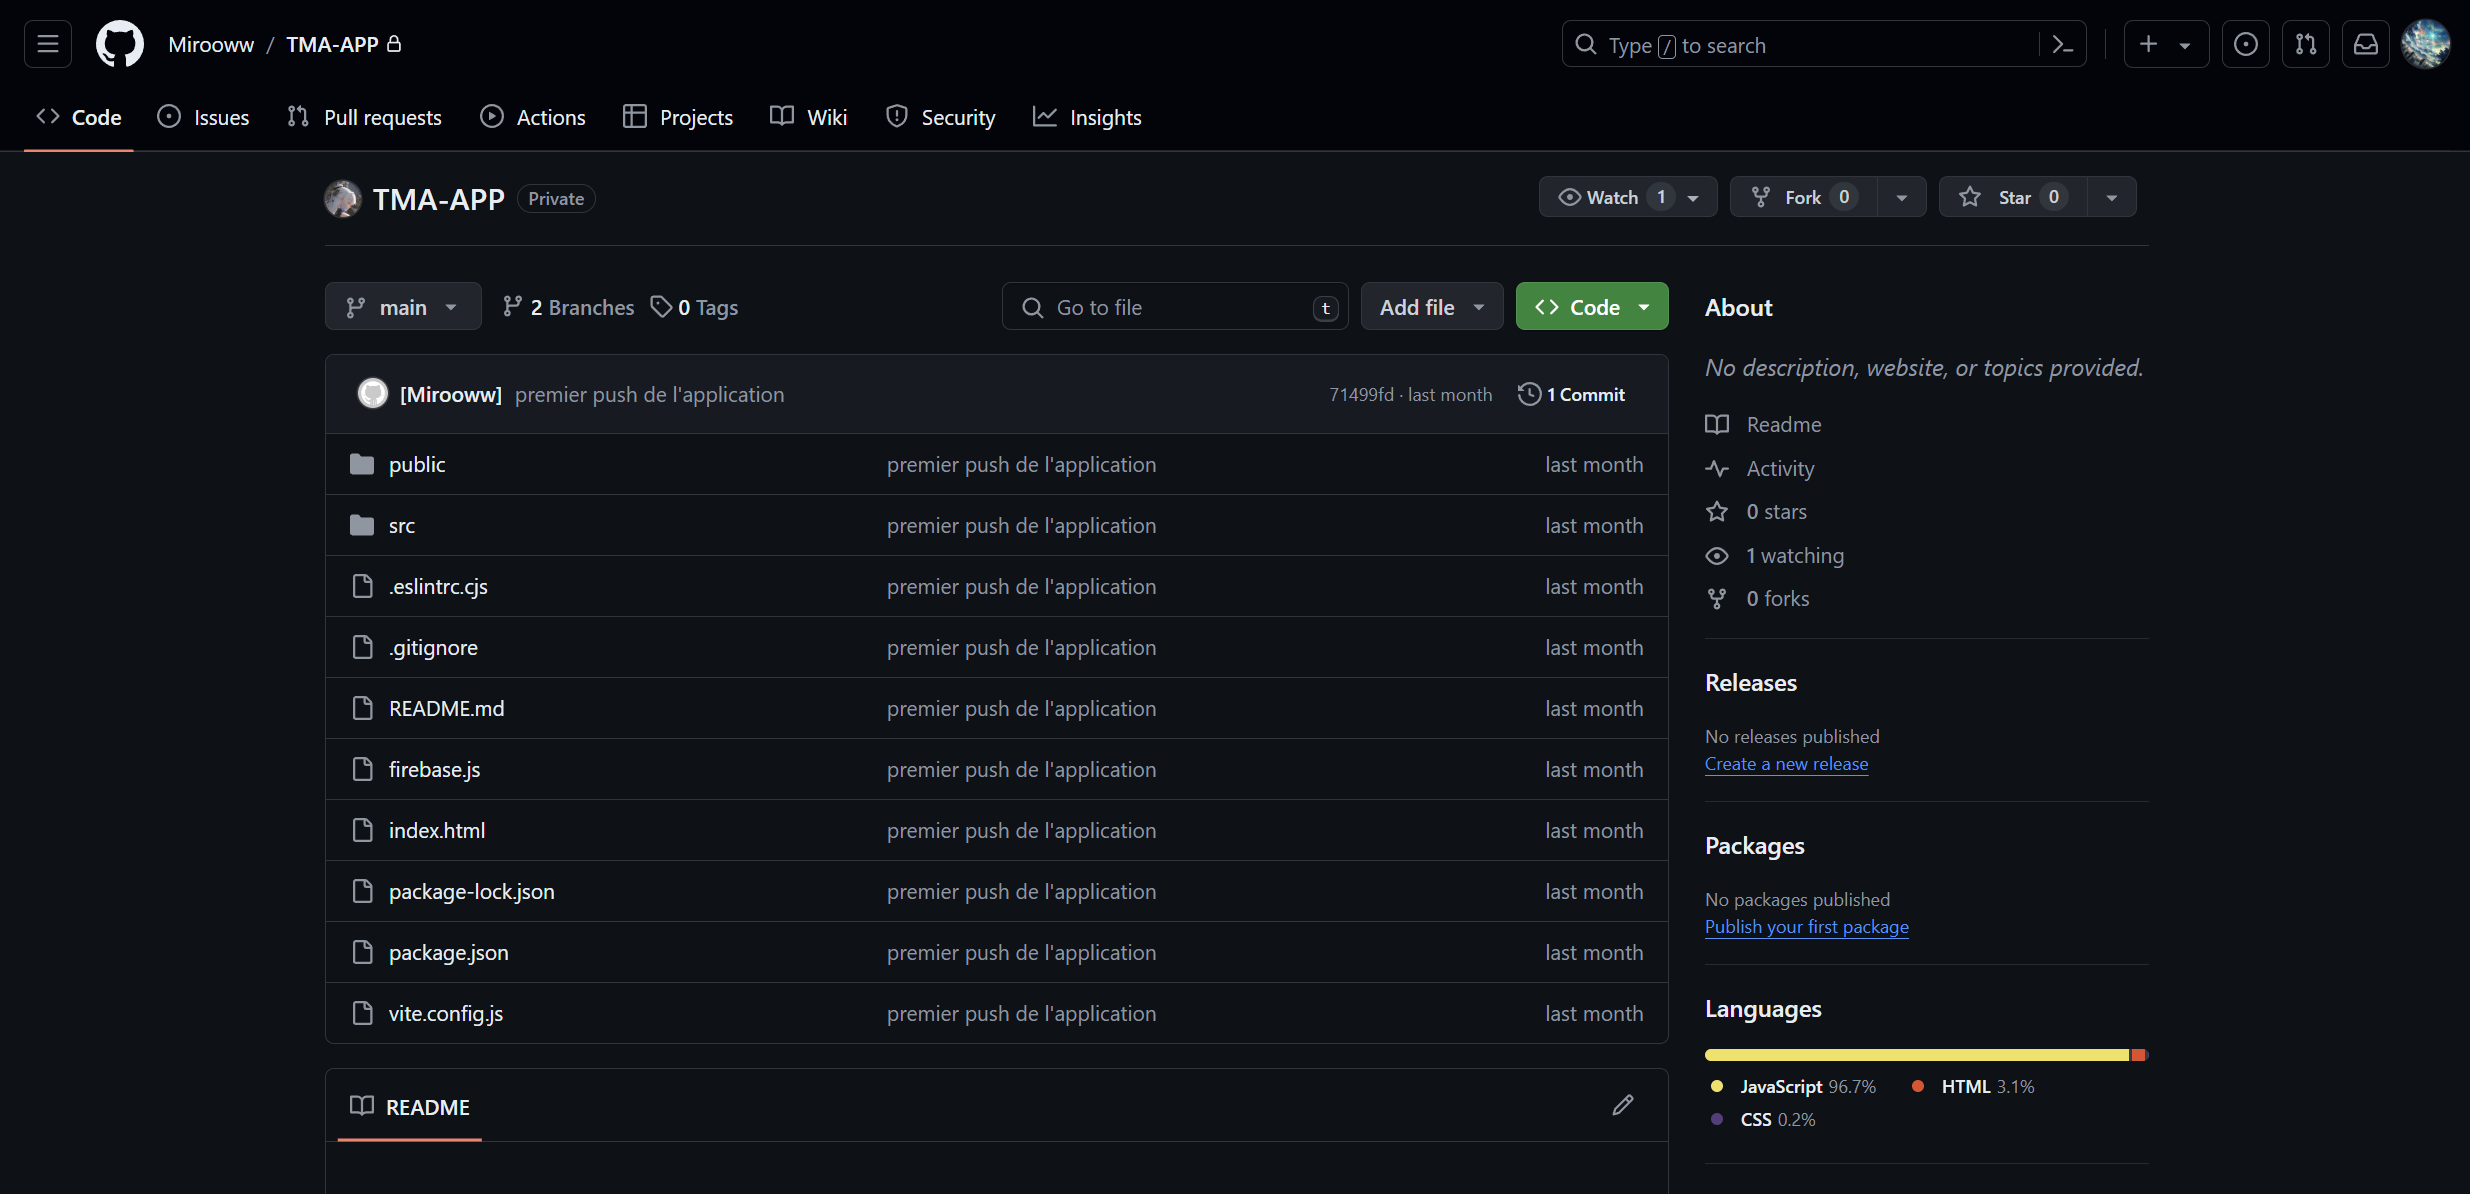 Mirooww / TMA-APP
Type / to search
Code Issues Pull requests Actions Projects Wiki Security Insights
TMA-APP Private
Watch 1 Fork 0 Star 0
main 2 Branches 0 Tags Go to file t Add file Code
[Mirooww] premier push de l'application 71499fd · last month 1 Commit
public premier push de l'application last month
src premier push de l'application last month
.eslintrc.cjs premier push de l'application last month
.gitignore premier push de l'application last month
README.md premier push de l'application last month
firebase.js premier push de l'application last month
index.html premier push de l'application last month
package-lock.json premier push de l'application last month
package.json premier push de l'application last month
vite.config.js premier push de l'application last month
README
About
No description, website, or topics provided.
Readme
Activity
0 stars
1 watching
0 forks
Releases
No releases published
Create a new release
Packages
No packages published
Publish your first package
Languages
JavaScript 96.7% HTML 3.1%
CSS 0.2%